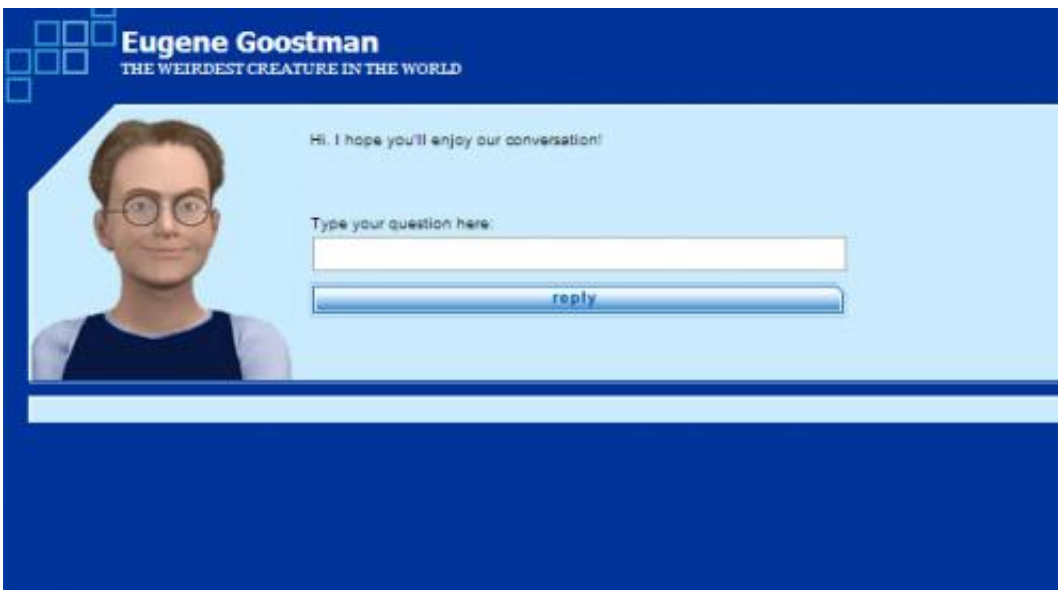 Eugene Goostman
THE WEIRDEST CREATURE IN THE WORLD
Hi. I hope you'll enjoy our conversation!
Type your question here:
reply